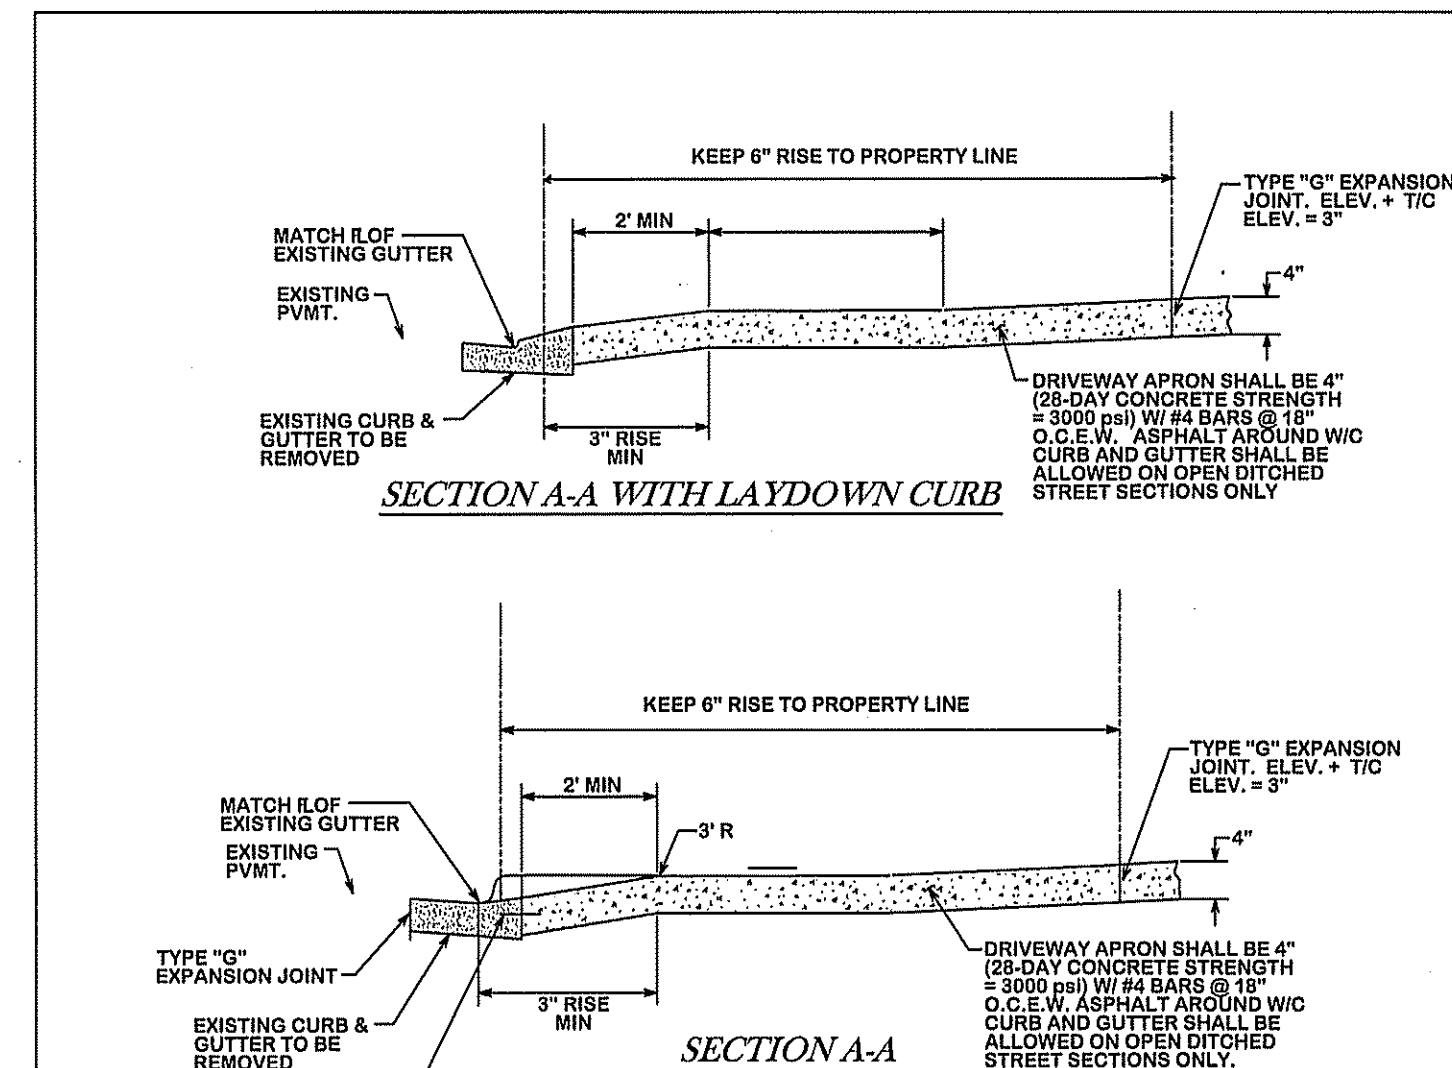 KEEP 6" RISE TO PROPERTY LINE
TYPE "G" EXPANSION
JOINT. ELEV. + T/C
ELEV. = 3"
2' MIN
MATCH FLOF
EXISTING GUTTER
4"
EXISTING
PVMT.
DRIVEWAY APRON SHALL BE 4"
(28-DAY CONCRETE STRENGTH
= 3000 psi) W/ #4 BARS @ 18"
O.C.E.W. ASPHALT AROUND W/C
CURB AND GUTTER SHALL BE
ALLOWED ON OPEN DITCHED
STREET SECTIONS ONLY
EXISTING CURB &
GUTTER TO BE
REMOVED
3" RISE
MIN
SECTION A-A WITH LAYDOWN CURB
KEEP 6" RISE TO PROPERTY LINE
TYPE "G" EXPANSION
JOINT. ELEV. + T/C
ELEV. = 3"
2' MIN
MATCH FLOF
EXISTING GUTTER
3' R
4"
EXISTING
PVMT.
TYPE "G"
EXPANSION JOINT
DRIVEWAY APRON SHALL BE 4"
(28-DAY CONCRETE STRENGTH
= 3000 psi) W/ #4 BARS @ 18"
O.C.E.W. ASPHALT AROUND W/C
CURB AND GUTTER SHALL BE
ALLOWED ON OPEN DITCHED
STREET SECTIONS ONLY.
3" RISE
MIN
EXISTING CURB &
GUTTER TO BE
REMOVED
SECTION A-A